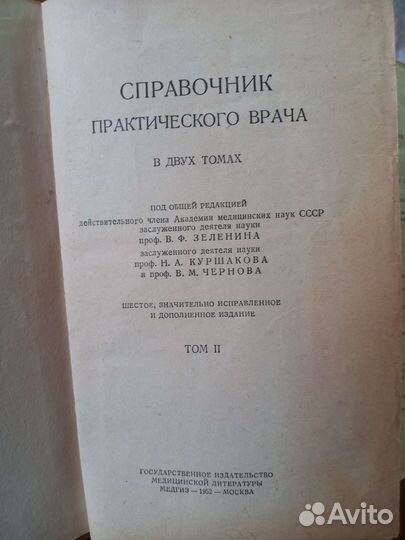 СПРАВОЧНИК
ПРАКТИЧЕСКОГО ВРАЧА
В ДВУХ ТОМАХ
ПОД ОБЩЕЙ РЕДАКЦИЕЙ
действительного члена Академии медицинских наук СССР
заслуженного деятеля науки
проф. В. Ф. ЗЕЛЕНИНА
заслуженного деятеля науки
проф. Н. А. КУРШАКОВА
и проф. В. М. ЧЕРНОВА
ШЕСТОЕ, ЗНАЧИТЕЛЬНО ИСПРАВЛЕННОЕ
И ДОПОЛНЕННОЕ ИЗДАНИЕ
ТОМ II
ГОСУДАРСТВЕННОЕ ИЗДАТЕЛЬСТВО
МЕДИЦИНСКОЙ ЛИТЕРАТУРЫ
МЕДГИЗ — 1952 — МОСКВА
Avito